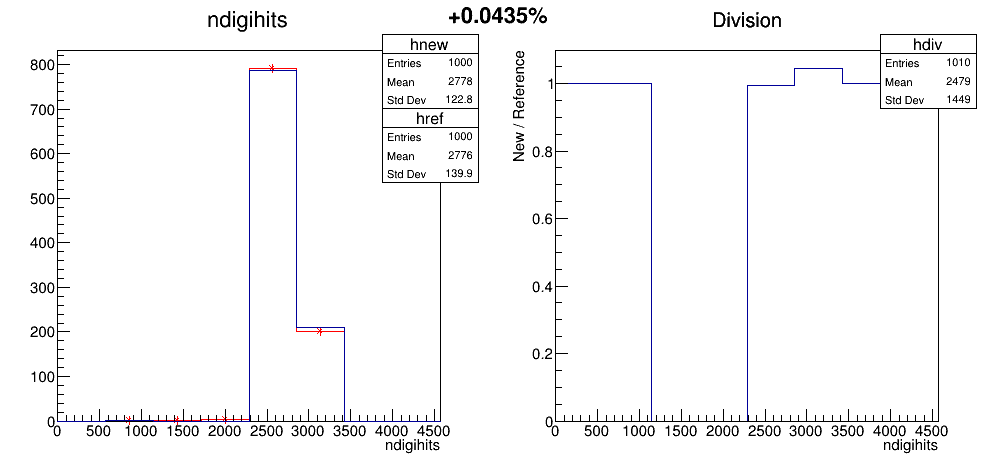 +0.0435%
ndigihits
hnew
Entries 1000
Mean 2778
Std Dev 122.8
href
Entries 1000
Mean 2776
Std Dev 139.9
800
700
600
500
400
300
200
100
0
0 500 1000 1500 2000 2500 3000 3500 4000 4500
ndigihits
Division
hdiv
Entries 1010
Mean 2479
Std Dev 1449
New / Reference
1
0.8
0.6
0.4
0.2
0
0 500 1000 1500 2000 2500 3000 3500 4000 4500
ndigihits